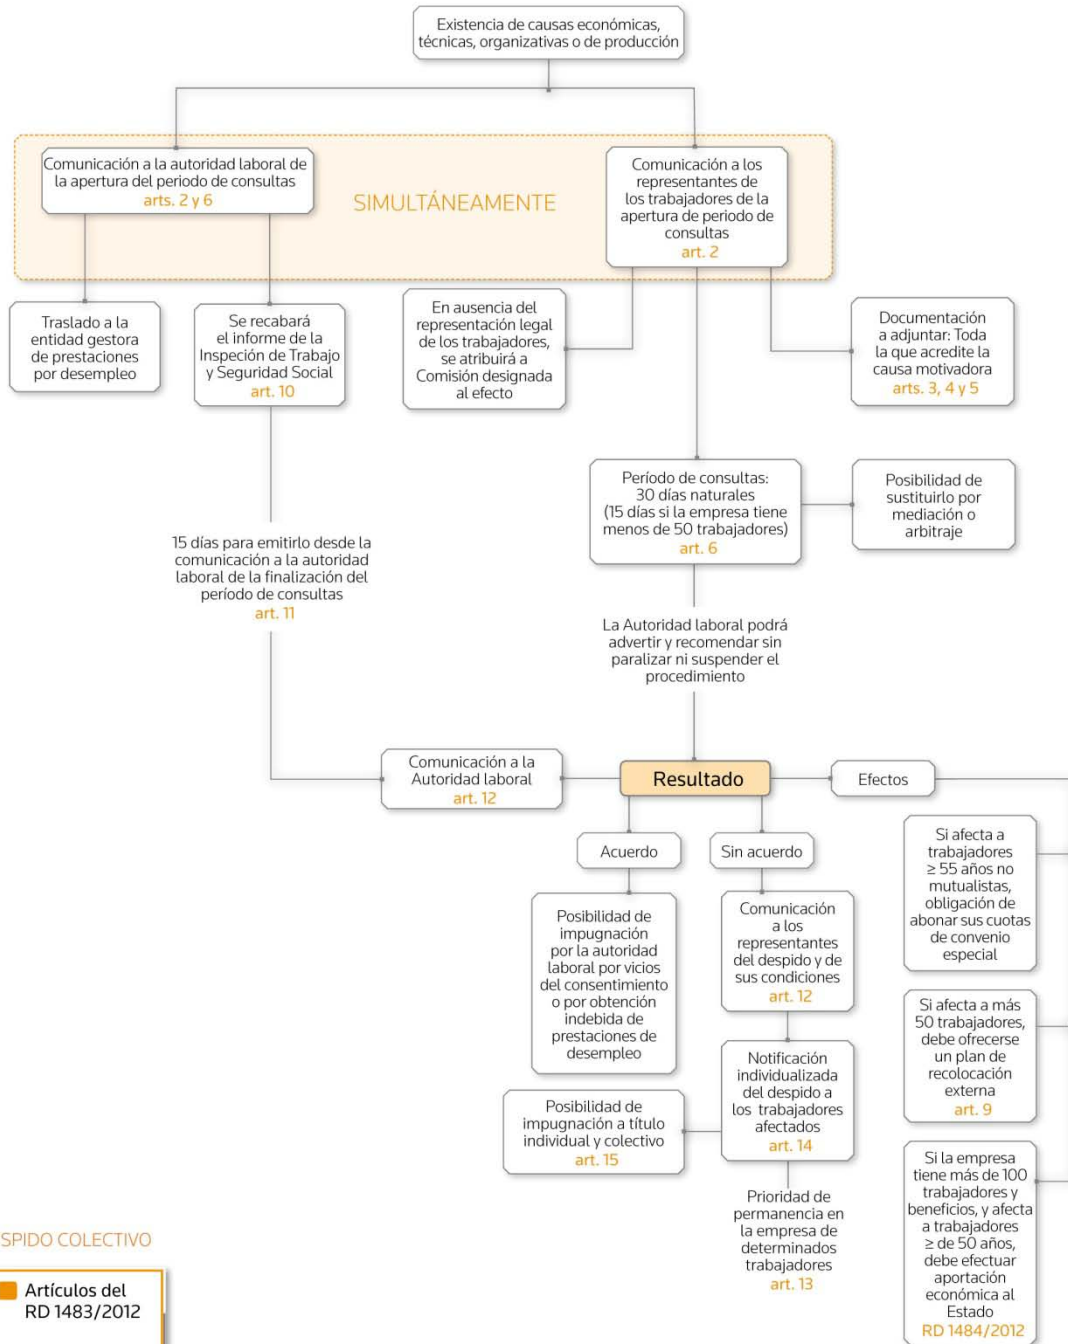 Existencia de causas económicas,
técnicas, organizativas o de producción
Comunicación a la autoridad laboral de
la apertura del periodo de consultas
arts. 2 y 6
SIMULTÁNEAMENTE
Comunicación a los
representantes de
los trabajadores de la
apertura de periodo de
consultas
art. 2
Traslado a la
entidad gestora
de prestaciones
por desempleo
Se recabará
el informe de la
Inspeción de Trabajo
y Seguridad Social
art. 10
En ausencia del
representación legal
de los trabajadores,
se atribuirá a
Comisión designada
al efecto
Documentación
a adjuntar: Toda
la que acredite la
causa motivadora
arts. 3, 4 y 5
Período de consultas:
30 días naturales
(15 días si la empresa tiene
menos de 50 trabajadores)
art. 6
Posibilidad de
sustituirlo por
mediación o
arbitraje
15 días para emitirlo desde la
comunicación a la autoridad
laboral de la finalización del
período de consultas
art. 11
La Autoridad laboral podrá
advertir y recomendar sin
paralizar ni suspender el
procedimiento
Comunicación a la
Autoridad laboral
art. 12
Resultado
Efectos
Acuerdo
Sin acuerdo
Posibilidad de
impugnación
por la autoridad
laboral por vicios
del consentimiento
o por obtención
indebida de
prestaciones de
desempleo
Comunicación
a los
representantes
del despido y de
sus condiciones
art. 12
Si afecta a
trabajadores
≥ 55 años no
mutualistas,
obligación de
abonar sus cuotas
de convenio
especial
Si afecta a más
50 trabajadores,
debe ofrecerse
un plan de
recolocación
externa
art. 9
Notificación
individualizada
del despido a
los trabajadores
afectados
art. 14
Posibilidad de
impugnación a título
individual y colectivo
art. 15
Prioridad de
permanencia en
la empresa de
determinados
trabajadores
art. 13
Si la empresa
tiene más de 100
trabajadores y
beneficios, y afecta
a trabajadores
≥ de 50 años,
debe efectuar
aportación
económica al
Estado
RD 1484/2012
SPIDO COLECTIVO
Artículos del
RD 1483/2012